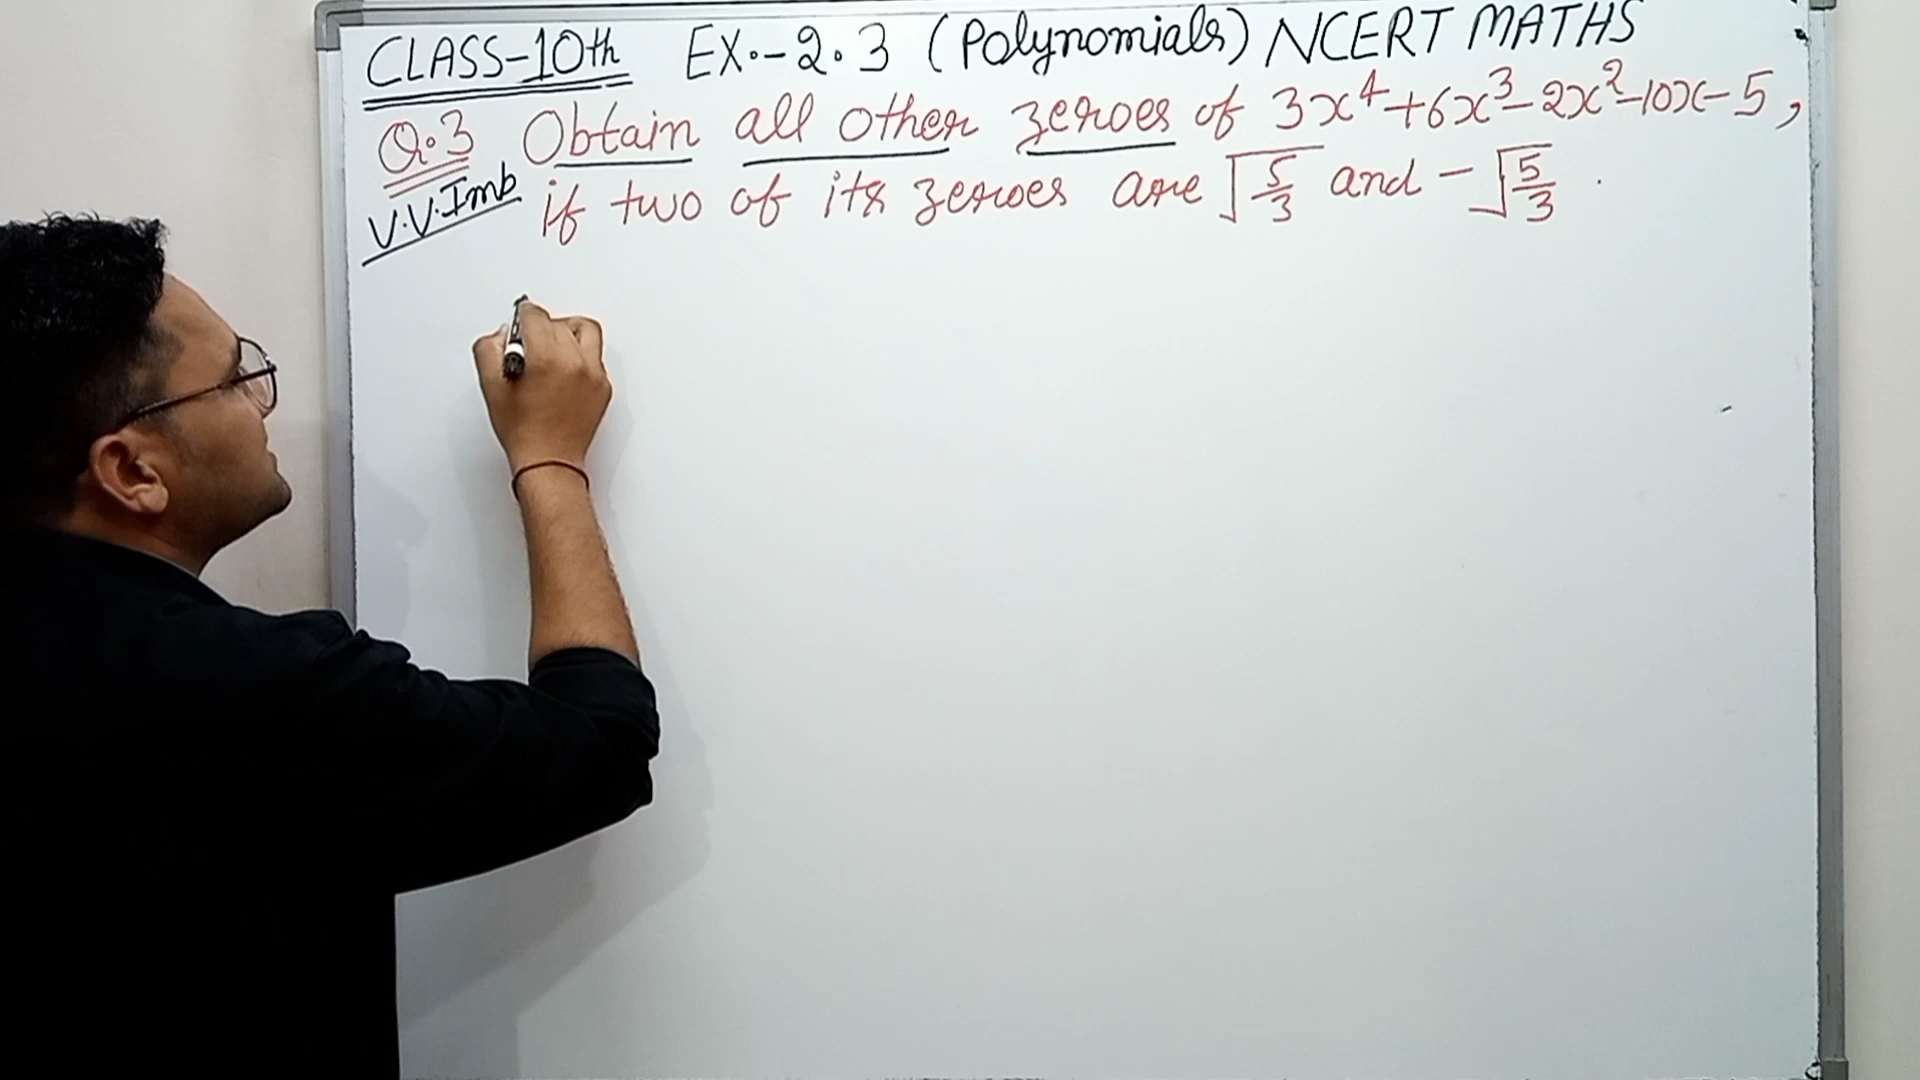 CLASS-10th EX.-2.3 (Polynomials) NCERT MATHS
Q.3 Obtain all other zeroes of 3x⁴+6x³-2x²-10x-5,
V.V.Imb if two of its zeroes are √5/3 and -√5/3.